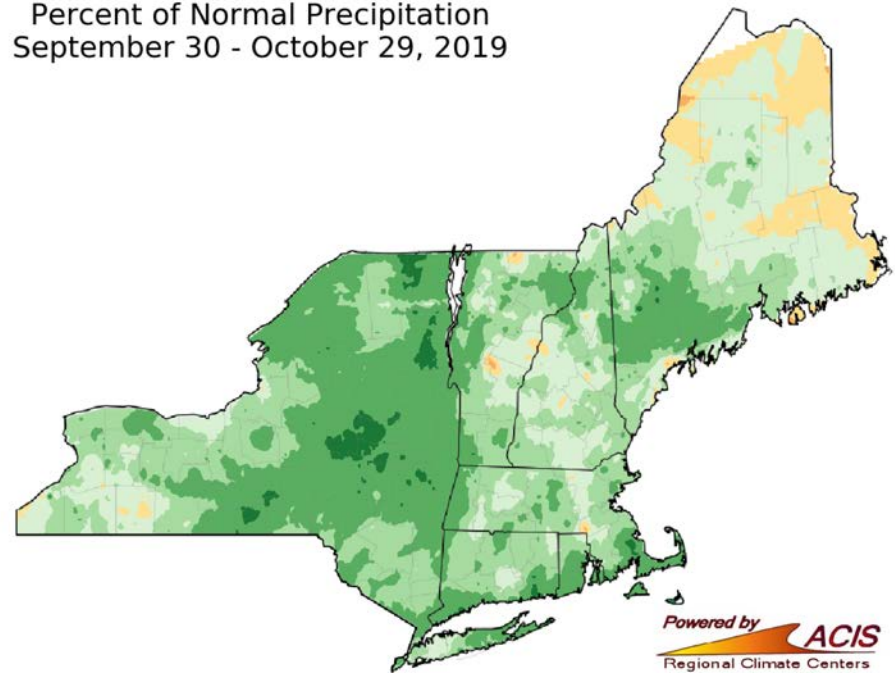 Percent of Normal Precipitation
September 30 - October 29, 2019
Powered by
ACIS
Regional Climate Centers